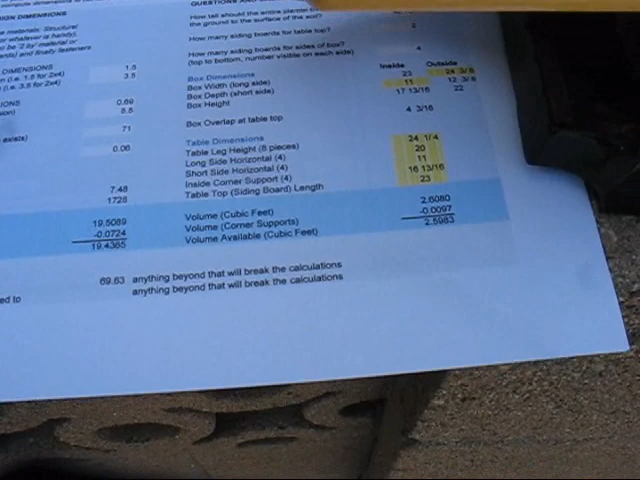 QUESTIONS
How tall should the entire planter
the ground to the surface of the soil?
How many siding boards for table top? 2
How many siding boards for sides of box? 4
(top to bottom, number visible on each side)
IGN DIMENSIONS
materials. Structural
or whatever is handy).
be '2 by' material or
and finally fasteners
DIMENSIONS
(i.e. 1.5 for 2x4) 1.5
(i.e. 3.5 for 2x4) 3.5
IONS 0.69
5.5
exists) 71
0.06
7.48
1728
19.5089
-0.0724
19.4365
Inside Outside
Box Dimensions
Box Width (long side) 23 24 3/8
Box Depth (short side) 11 12 3/8
Box Height 17 13/16 22
Box Overlap at table top 4 3/16
Table Dimensions
Table Leg Height (8 pieces) 24 1/4
Long Side Horizontal (4) 20
Short Side Horizontal (4) 11
Inside Corner Support (4) 16 13/16
Table Top (Siding Board) Length 23
Volume (Cubic Feet) 2.6080
Volume (Corner Supports) -0.0097
Volume Available (Cubic Feet) 2.5983
69.63 anything beyond that will break the calculations
ed to anything beyond that will break the calculations